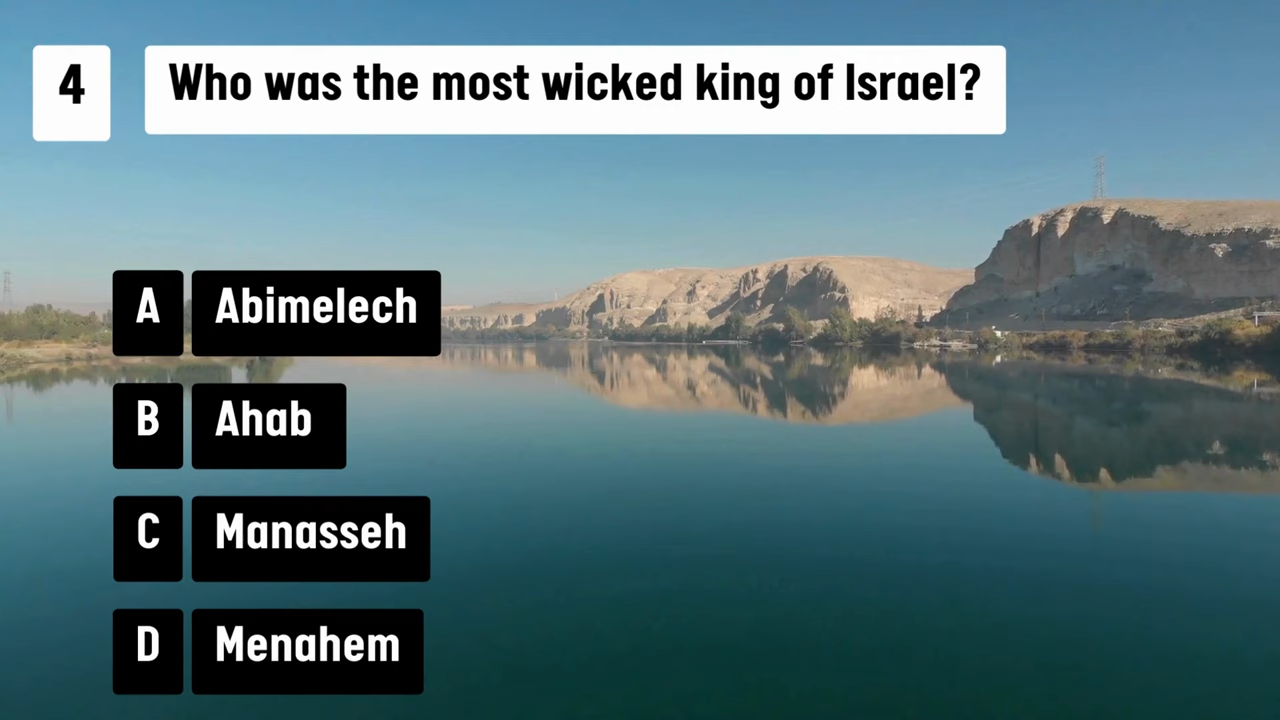 4
Who was the most wicked king of Israel?
A Abimelech
B Ahab
C Manasseh
D Menahem